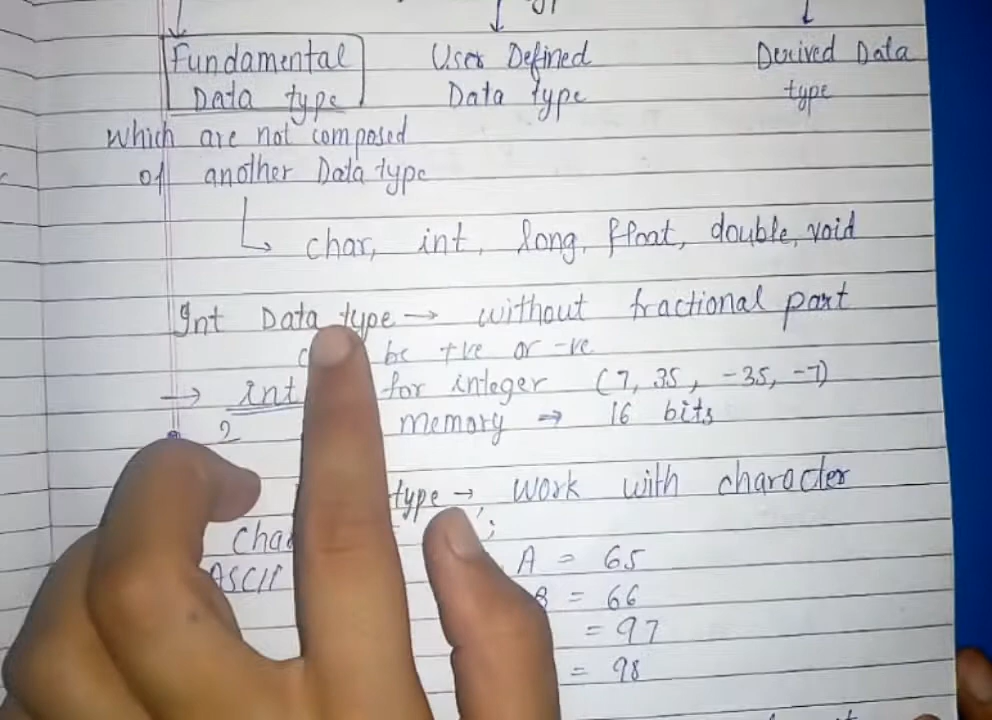 Fundamental User Defined Derived Data
Data type Data type type
which are not composed
of another Data type
char, int, long, float, double, void
Int Data type → without fractional part
be +ve or -ve
→ int for integer (7, 35, -35, -7)
2 memory → 16 bits
type → work with character
Cha ';
ASCII A = 65
B = 66
= 97
= 98